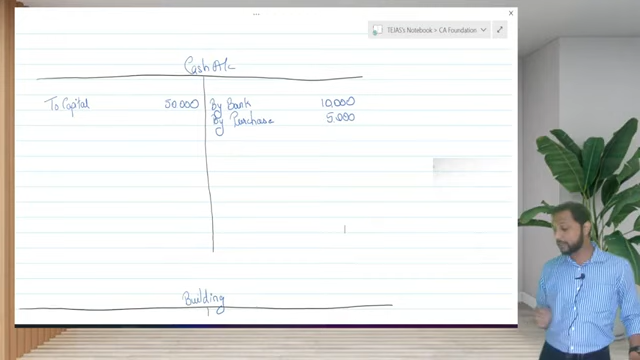 TEJAS's Notebook > CA Foundation
Cash A/c
To Capital 50.000 By Bank 10,000
By Purchase 5.000
Building